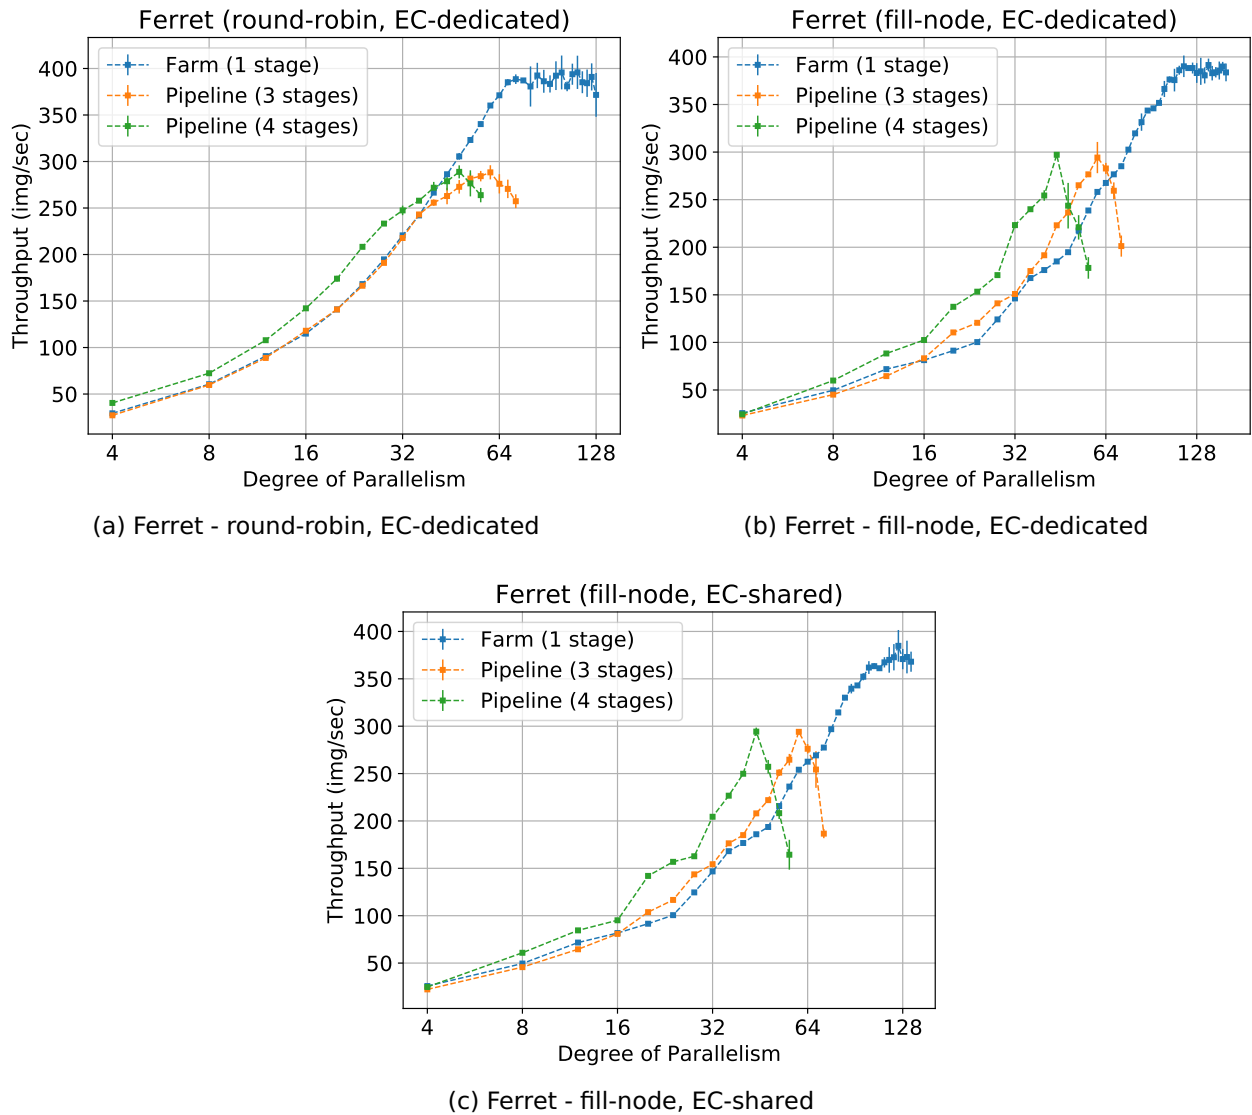 Ferret (round-robin, EC-dedicated)
Throughput (img/sec)
400
350
300
250
200
150
100
50
Farm (1 stage)
Pipeline (3 stages)
Pipeline (4 stages)
4 8 16 32 64 128
Degree of Parallelism
(a) Ferret - round-robin, EC-dedicated
Ferret (fill-node, EC-dedicated)
Throughput (img/sec)
400
350
300
250
200
150
100
50
Farm (1 stage)
Pipeline (3 stages)
Pipeline (4 stages)
4 8 16 32 64 128
Degree of Parallelism
(b) Ferret - fill-node, EC-dedicated
Ferret (fill-node, EC-shared)
Throughput (img/sec)
400
350
300
250
200
150
100
50
Farm (1 stage)
Pipeline (3 stages)
Pipeline (4 stages)
4 8 16 32 64 128
Degree of Parallelism
(c) Ferret - fill-node, EC-shared